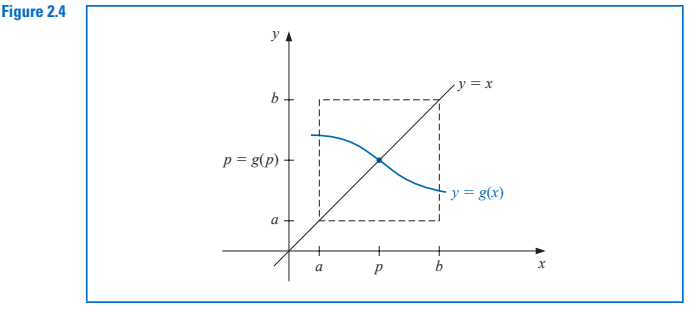 Figure 2.4
y
y = x
b
p = g(p)
y = g(x)
a
a p b x